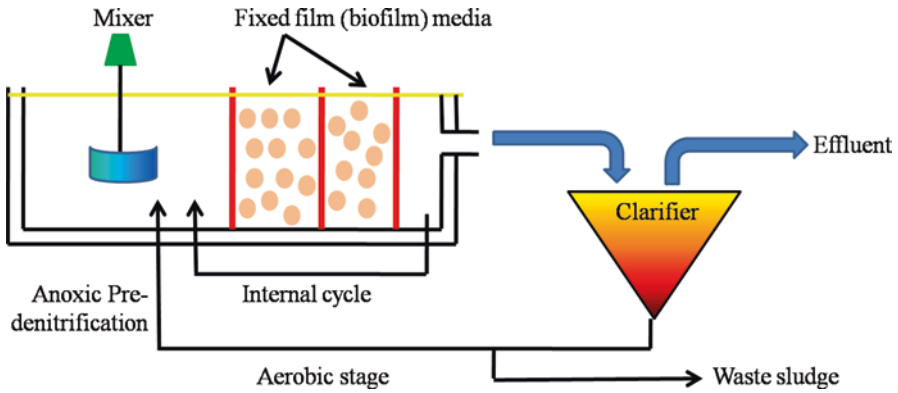 Mixer
Fixed film (biofilm) media
Effluent
Clarifier
Anoxic Pre-
denitrification
Internal cycle
Aerobic stage
Waste sludge